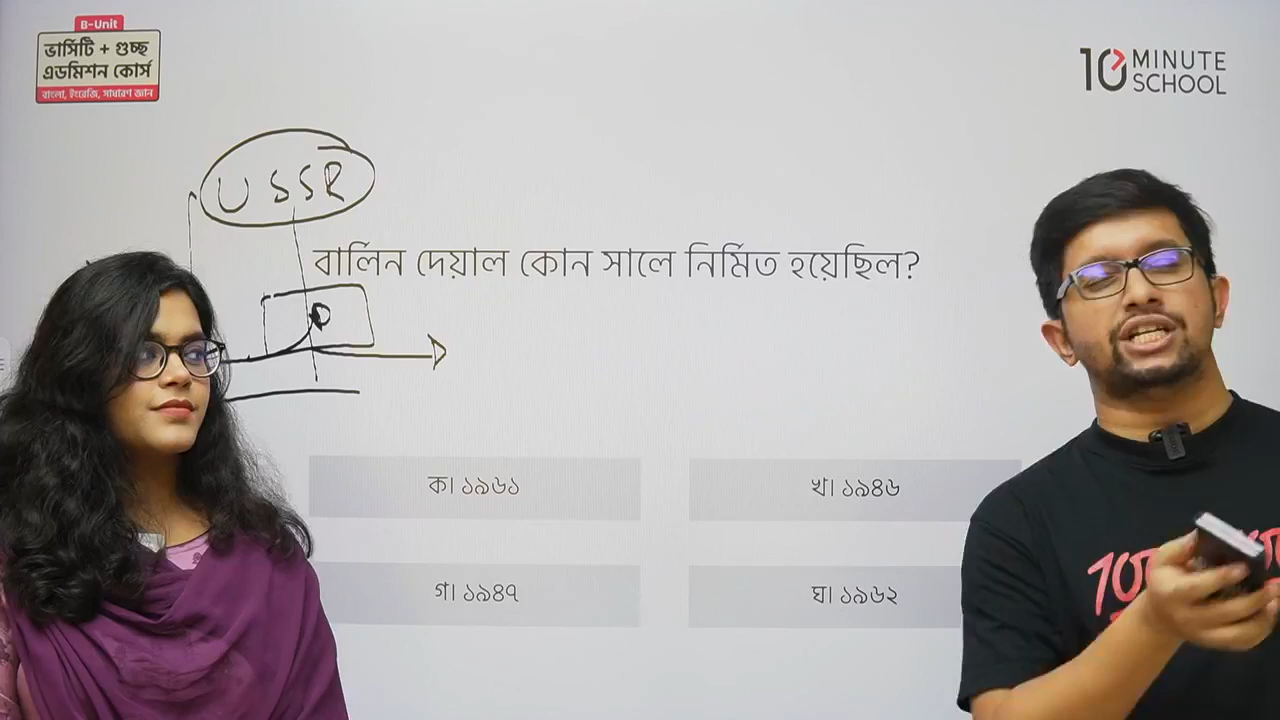 B-Unit
ভার্সিটি + গুচ্ছ
এডমিশন কোর্স
বাংলা, ইংরেজি, সাধারণ জ্ঞান
10 MINUTE
SCHOOL
USSR
বার্লিন দেয়াল কোন সালে নির্মিত হয়েছিল?
ক। ১৯৬১
খ। ১৯৪৬
গ। ১৯৪৭
ঘ। ১৯৬২